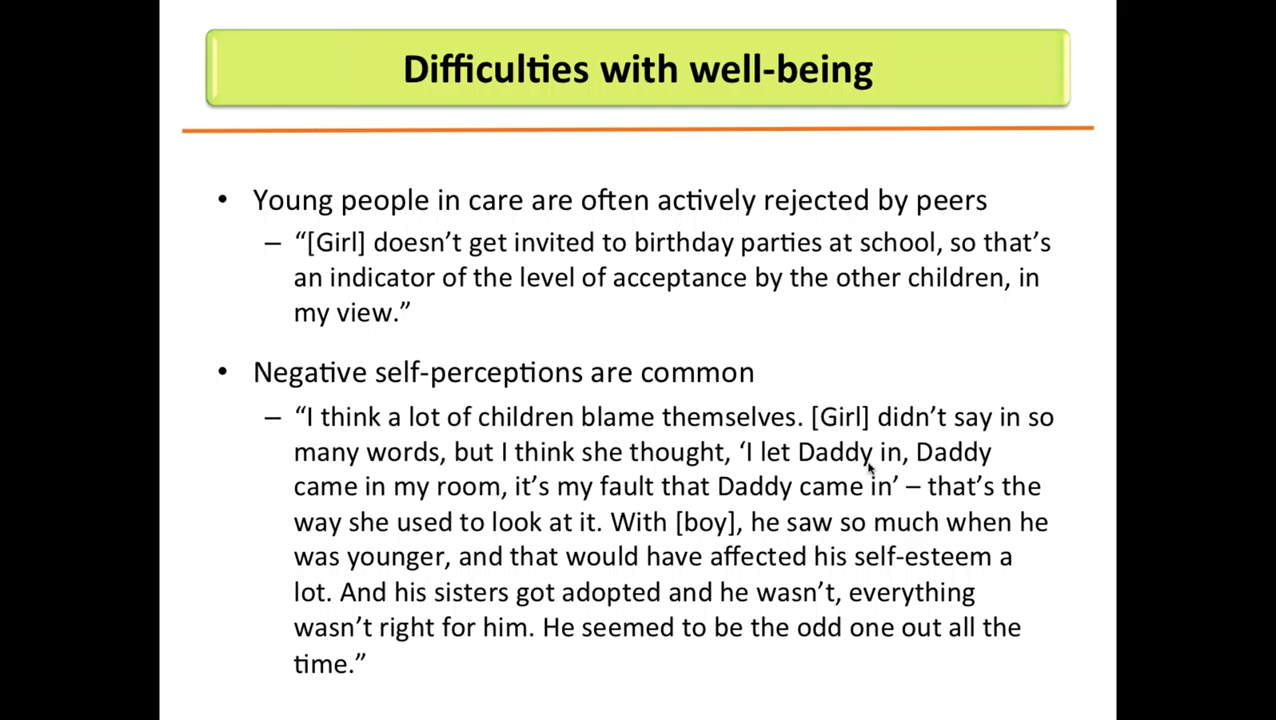 Difficulties with well-being
• Young people in care are often actively rejected by peers
– “[Girl] doesn’t get invited to birthday parties at school, so that’s
an indicator of the level of acceptance by the other children, in
my view.”
• Negative self-perceptions are common
– “I think a lot of children blame themselves. [Girl] didn’t say in so
many words, but I think she thought, ‘I let Daddy in, Daddy
came in my room, it’s my fault that Daddy came in’ – that’s the
way she used to look at it. With [boy], he saw so much when he
was younger, and that would have affected his self-esteem a
lot. And his sisters got adopted and he wasn’t, everything
wasn’t right for him. He seemed to be the odd one out all the
time.”